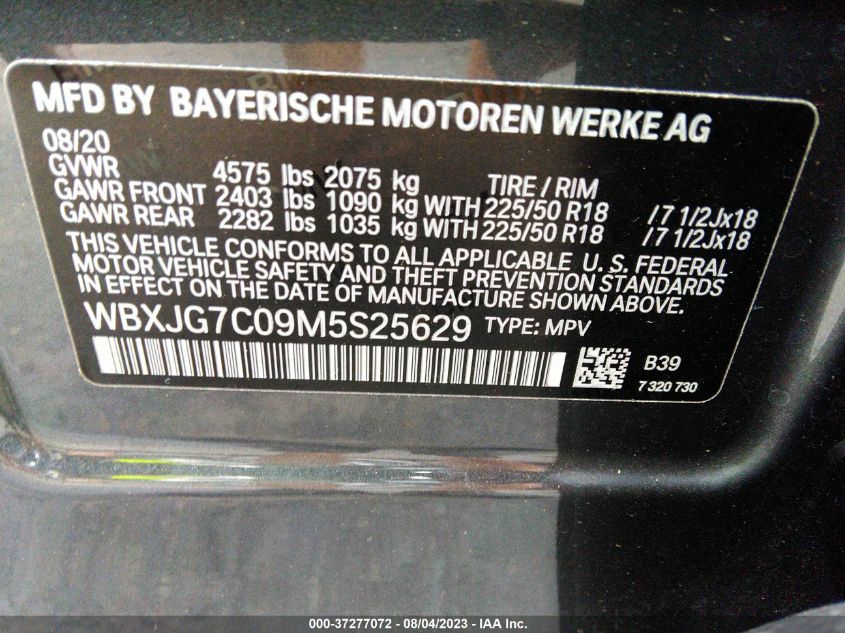 MFD BY BAYERISCHE MOTOREN WERKE AG
08/20
GVWR 4575 lbs 2075 kg TIRE / RIM
GAWR FRONT 2403 lbs 1090 kg WITH 225/50 R18 /7 1/2Jx18
GAWR REAR 2282 lbs 1035 kg WITH 225/50 R18 /7 1/2Jx18
THIS VEHICLE CONFORMS TO ALL APPLICABLE U. S. FEDERAL
MOTOR VEHICLE SAFETY AND THEFT PREVENTION STANDARDS
IN EFFECT ON THE DATE OF MANUFACTURE SHOWN ABOVE.
WBXJG7C09M5S25629 TYPE: MPV
B39
7 320 730
000-37277072 - 08/04/2023 - IAA Inc.